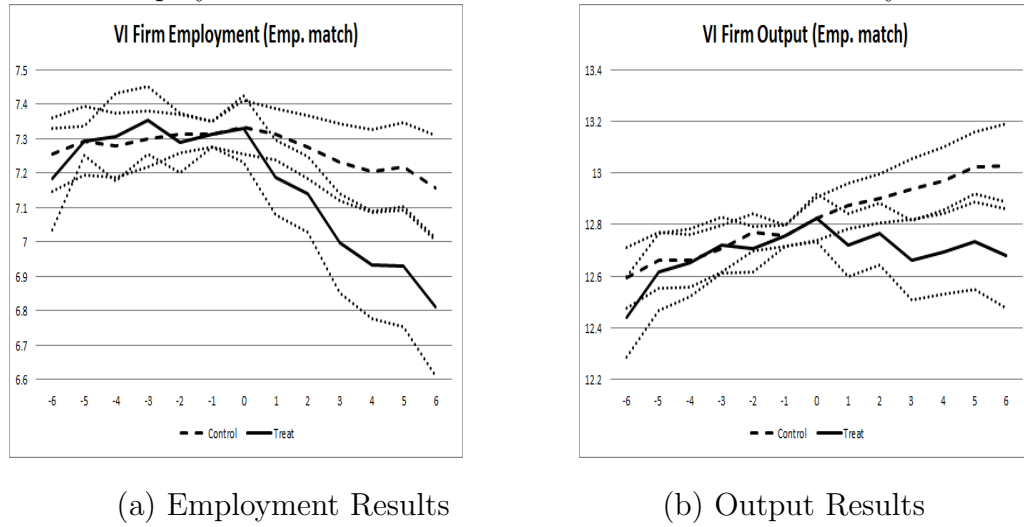 VI Firm Employment (Emp. match)
7.5
7.4
7.3
7.2
7.1
7
6.9
6.8
6.7
6.6
-6 -5 -4 -3 -2 -1 0 1 2 3 4 5 6
Control Treat
VI Firm Output (Emp. match)
13.4
13.2
13
12.8
12.6
12.4
12.2
-6 -5 -4 -3 -2 -1 0 1 2 3 4 5 6
Control Treat
(a) Employment Results
(b) Output Results